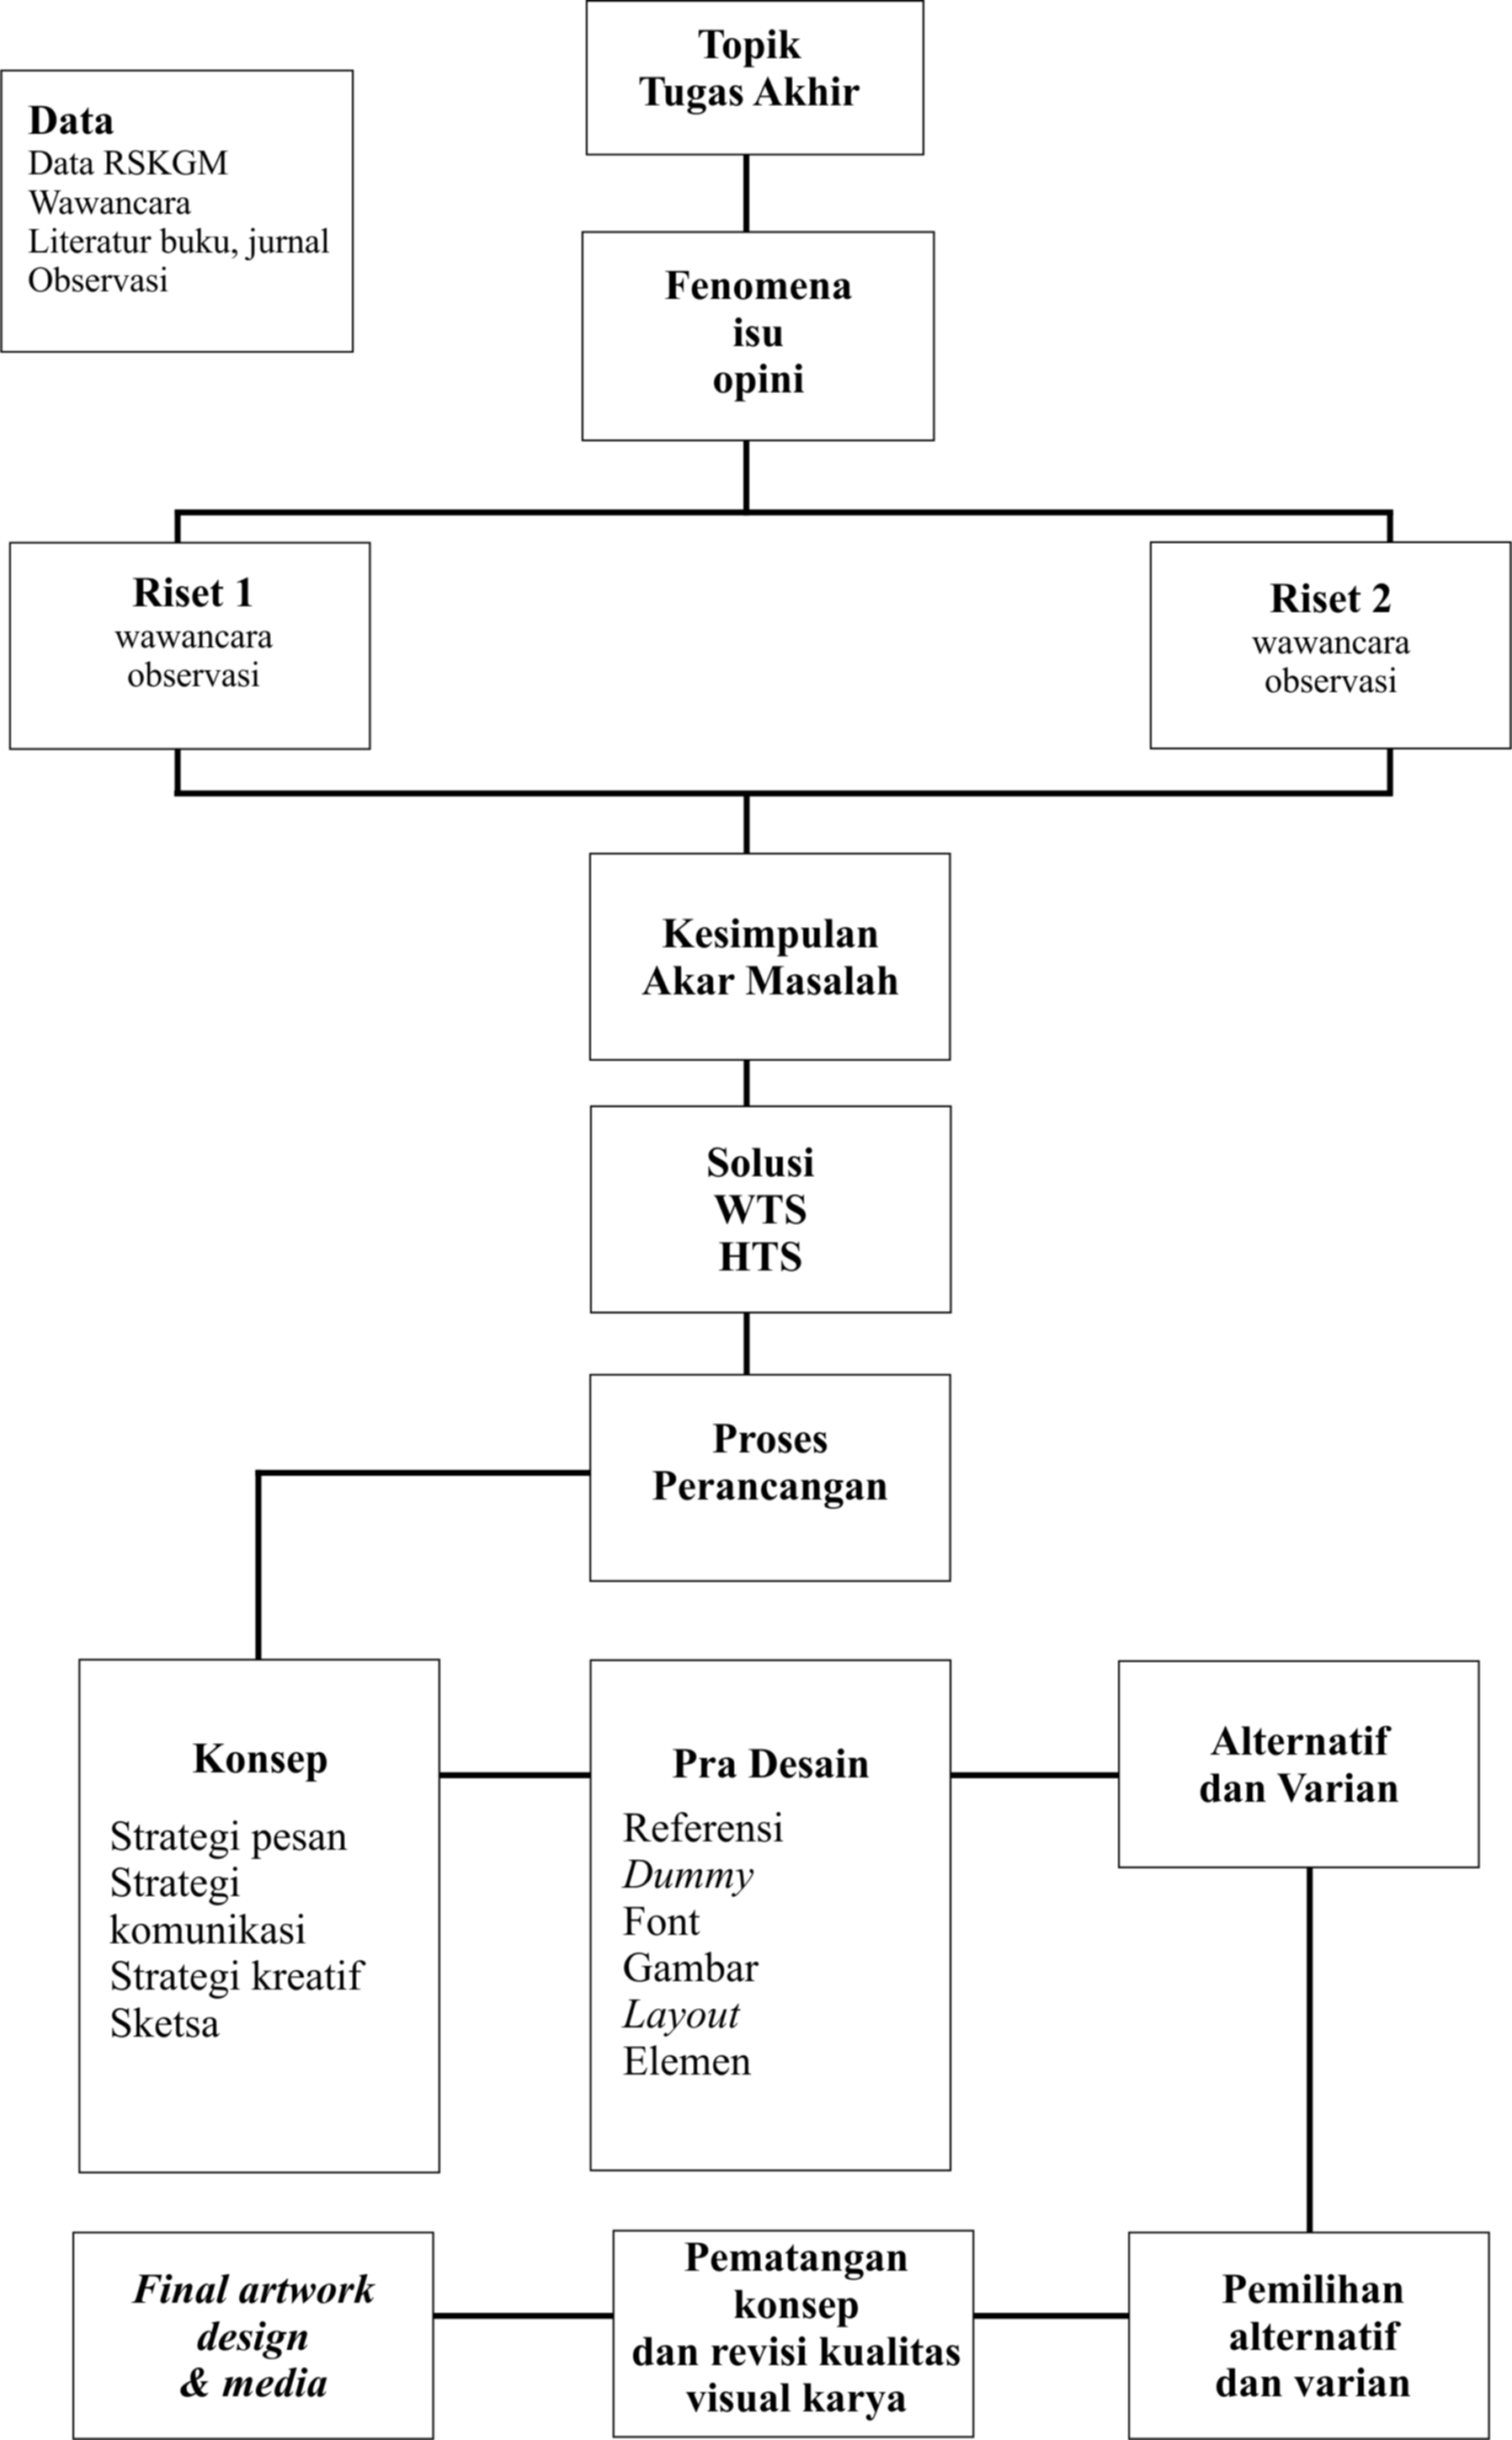 Topik
Tugas Akhir
Data
Data RSKGM
Wawancara
Literatur buku, jurnal
Observasi
Fenomena
isu
opini
Riset 1
wawancara
observasi
Riset 2
wawancara
observasi
Kesimpulan
Akar Masalah
Solusi
WTS
HTS
Proses
Perancangan
Konsep
Strategi pesan
Strategi
komunikasi
Strategi kreatif
Sketsa
Pra Desain
Referensi
Dummy
Font
Gambar
Layout
Elemen
Alternatif
dan Varian
Final artwork
design
& media
Pematangan
konsep
dan revisi kualitas
visual karya
Pemilihan
alternatif
dan varian